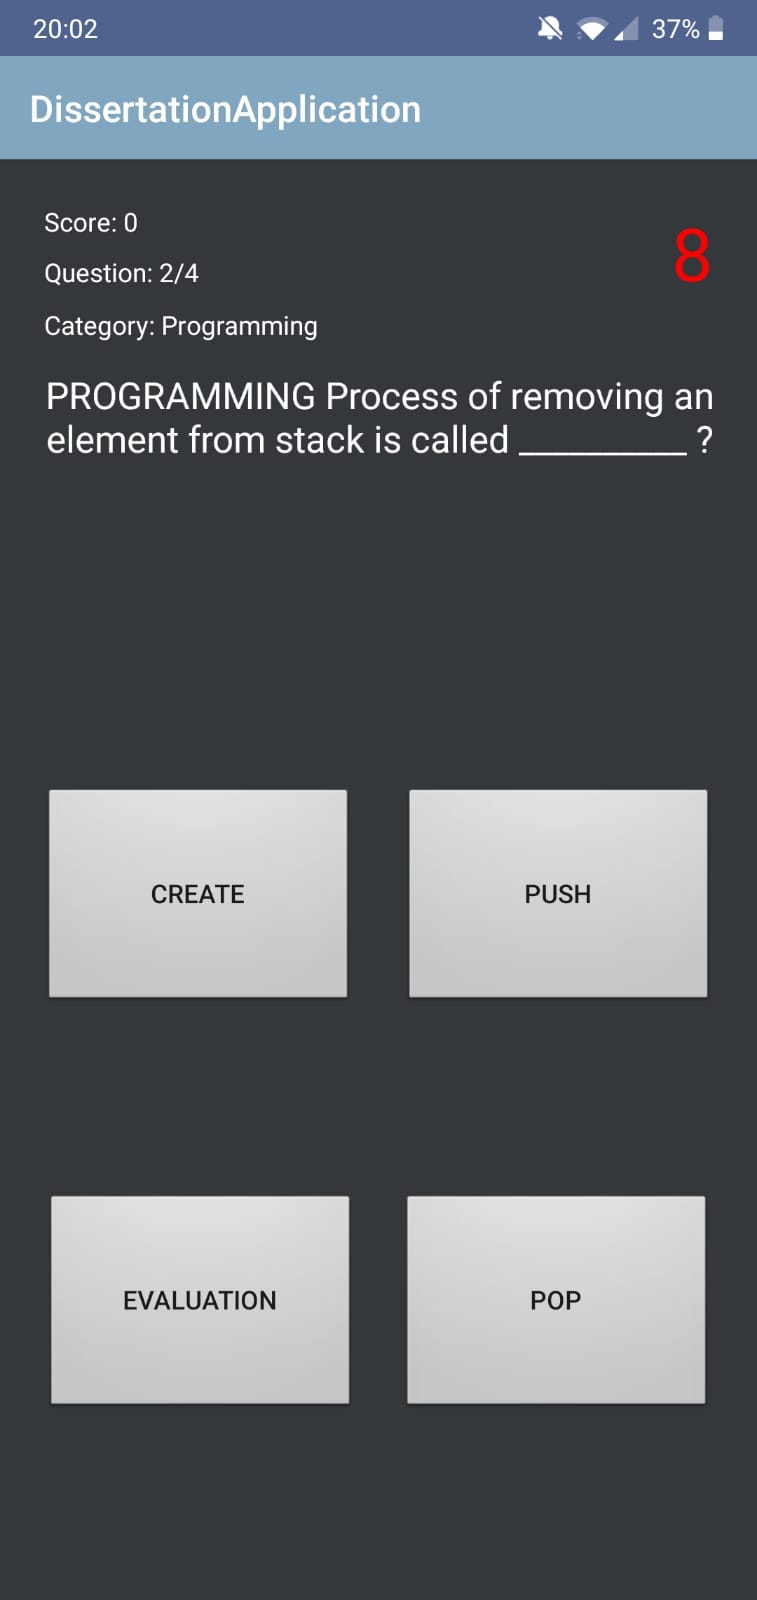 20:02
37%
DissertationApplication
Score: 0
8
Question: 2/4
Category: Programming
PROGRAMMING Process of removing an
element from stack is called __________ ?
CREATE
PUSH
EVALUATION
POP